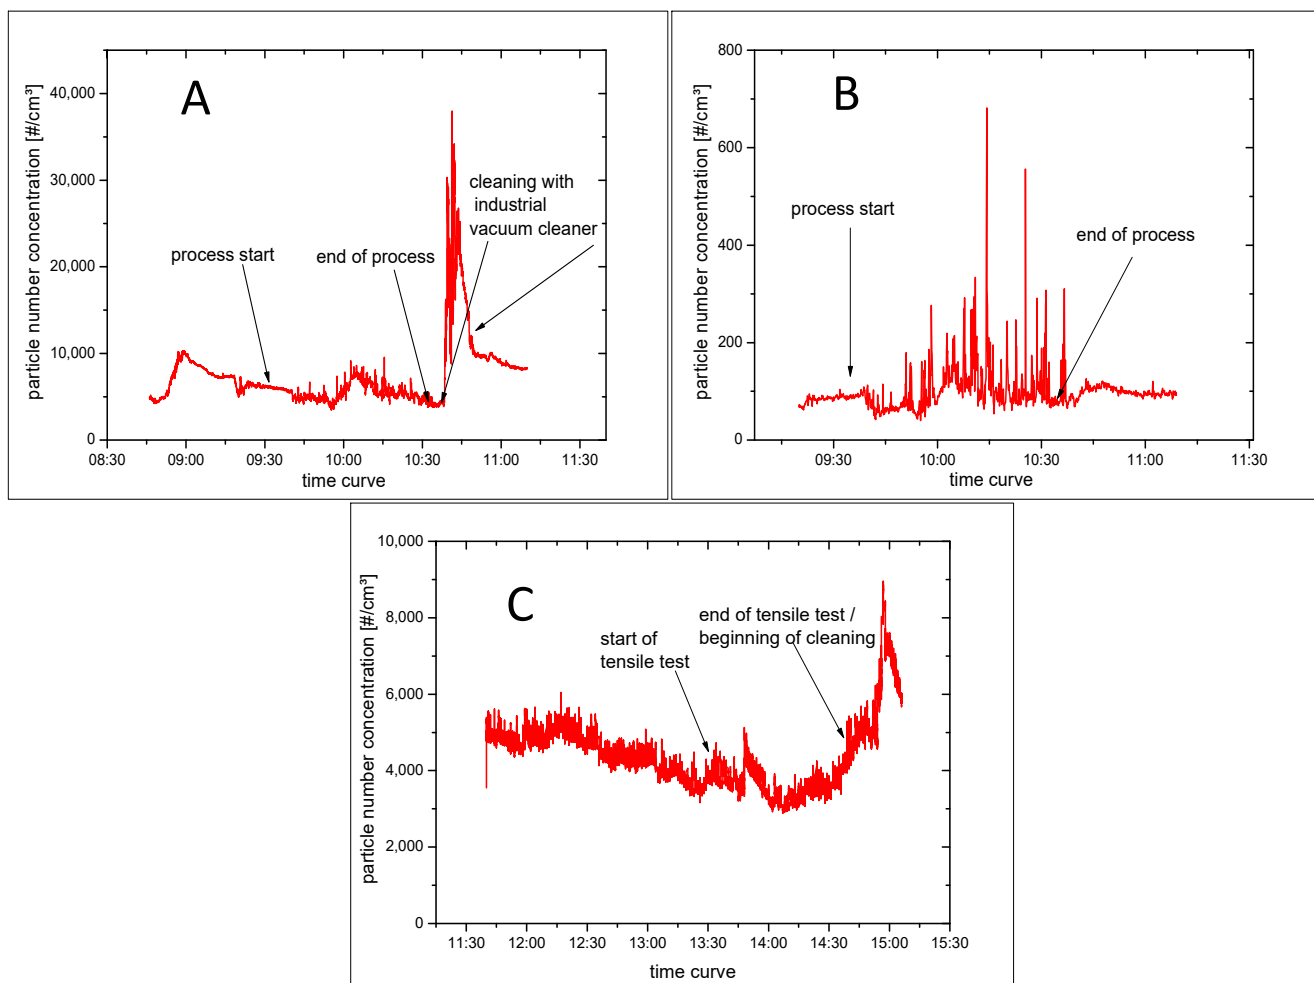 A
particle number concentration [#/cm³]
40,000
30,000
20,000
10,000
0
process start
end of process
cleaning with
industrial
vacuum cleaner
08:30 09:00 09:30 10:00 10:30 11:00 11:30
time curve
B
particle number concentration [#/cm³]
800
600
400
200
0
process start
end of process
09:30 10:00 10:30 11:00 11:30
time curve
C
particle number concentration [#/cm³]
10,000
8,000
6,000
4,000
2,000
0
start of
tensile test
end of tensile test /
beginning of cleaning
11:30 12:00 12:30 13:00 13:30 14:00 14:30 15:00 15:30
time curve